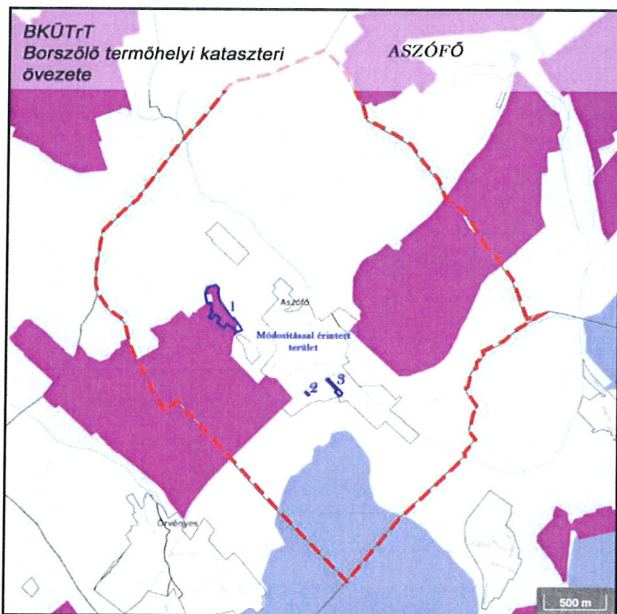 BKÜTrT
Borszőlő termőhelyi kataszteri
övezete
ASZÓFŐ
1
Aszófő
Módosítással érintett
terület
2
3
Örvényes
500 m